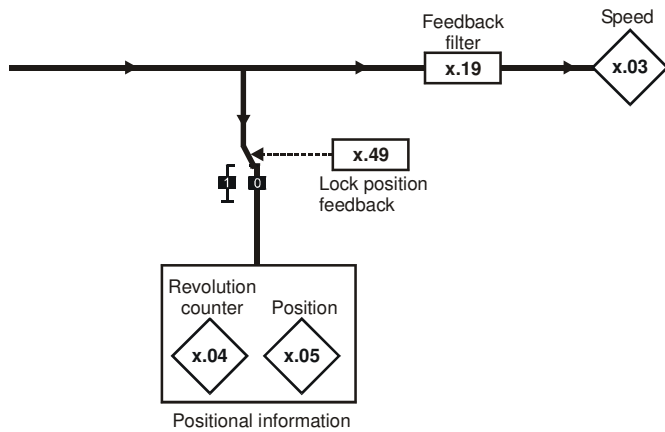 Feedback
filter
x.19
Speed
x.03
x.49
Lock position
feedback
1
0
Revolution
counter
Position
x.04
x.05
Positional information